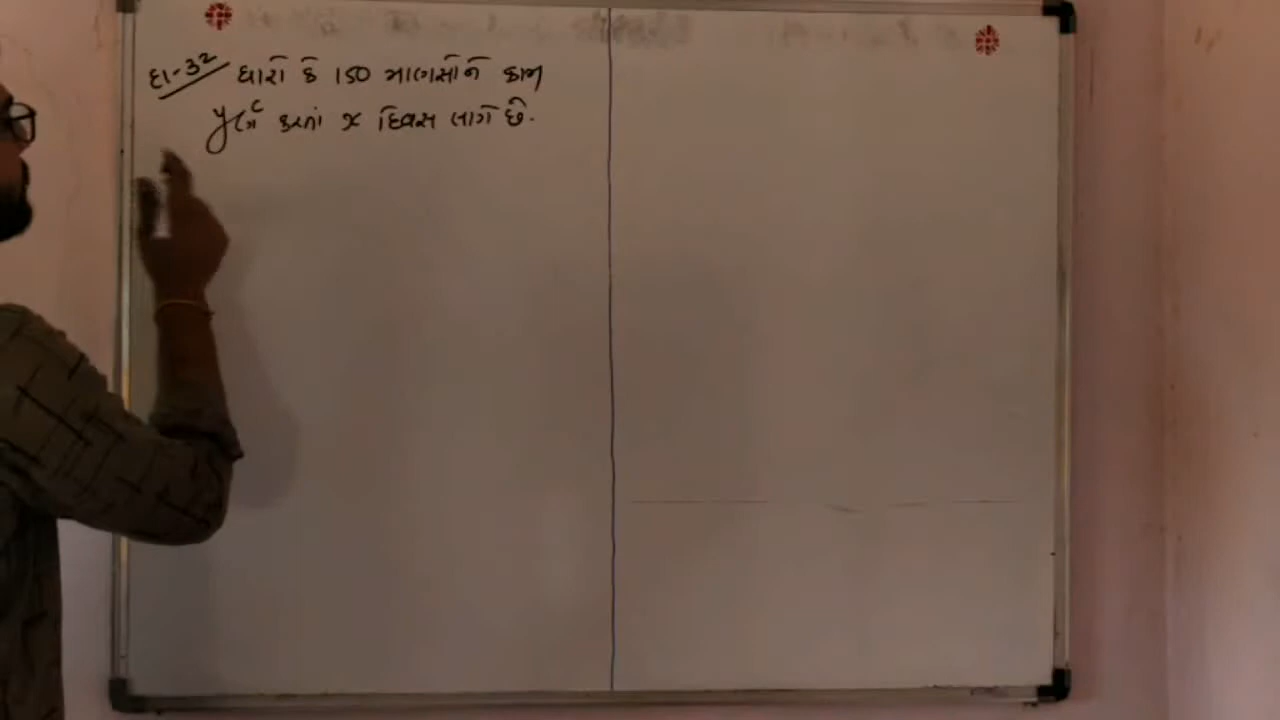 દા-32 ધારો કે 150 માણસોને કામ
પૂર્ણ કરતાં x દિવસ લાગે છે.